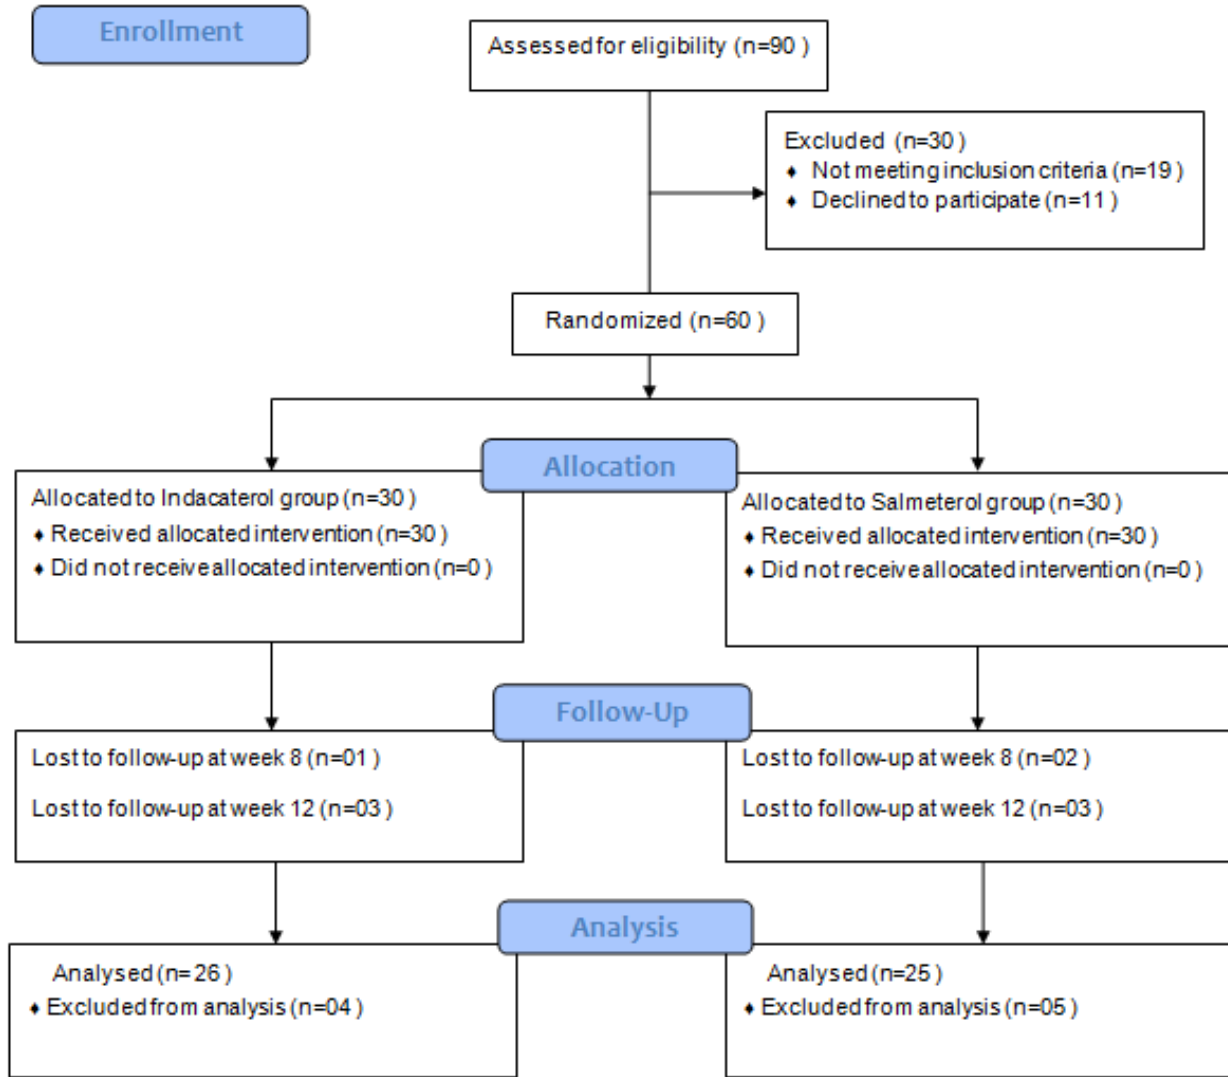 Enrollment
Assessed for eligibility (n=90 )
Excluded (n=30 )
♦ Not meeting inclusion criteria (n=19 )
♦ Declined to participate (n=11 )
Randomized (n=60 )
Allocation
Allocated to Indacaterol group (n=30 )
♦ Received allocated intervention (n=30 )
♦ Did not receive allocated intervention (n=0 )
Allocated to Salmeterol group (n=30 )
♦ Received allocated intervention (n=30 )
♦ Did not receive allocated intervention (n=0 )
Follow-Up
Lost to follow-up at week 8 (n=01 )
Lost to follow-up at week 12 (n=03 )
Lost to follow-up at week 8 (n=02 )
Lost to follow-up at week 12 (n=03 )
Analysis
Analysed (n= 26 )
♦ Excluded from analysis (n=04 )
Analysed (n=25 )
♦ Excluded from analysis (n=05 )